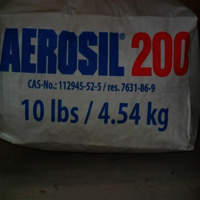 AEROSIL® 200
CAS-No.: 112945-52-5 / res. 7631-86-9
10 lbs / 4.54 kg